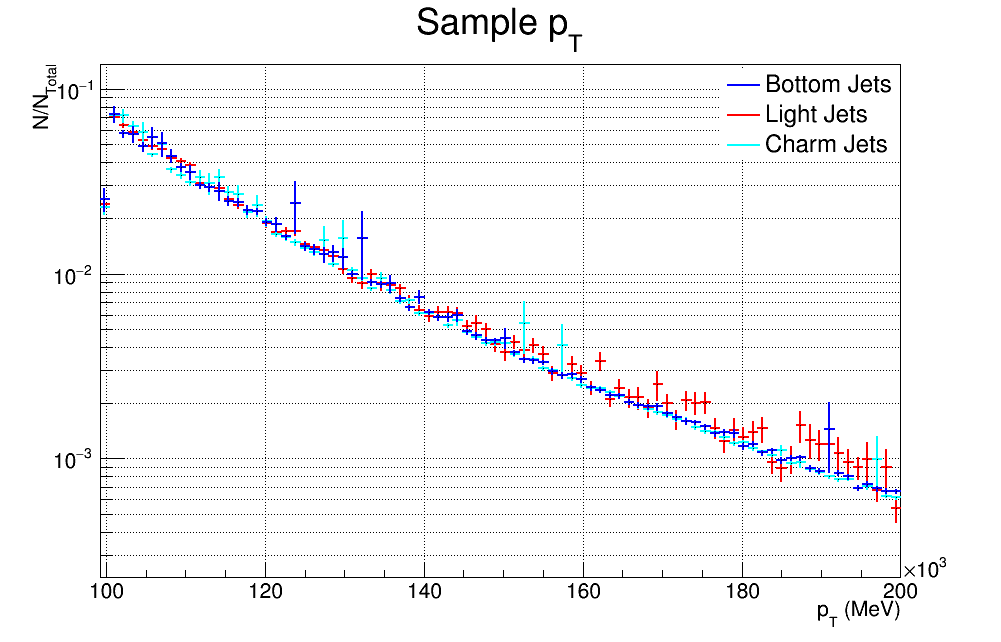 Sample p_T
N/N_Total
10^−1
10^−2
10^−3
Bottom Jets
Light Jets
Charm Jets
100 120 140 160 180 200
×10^3
p_T (MeV)